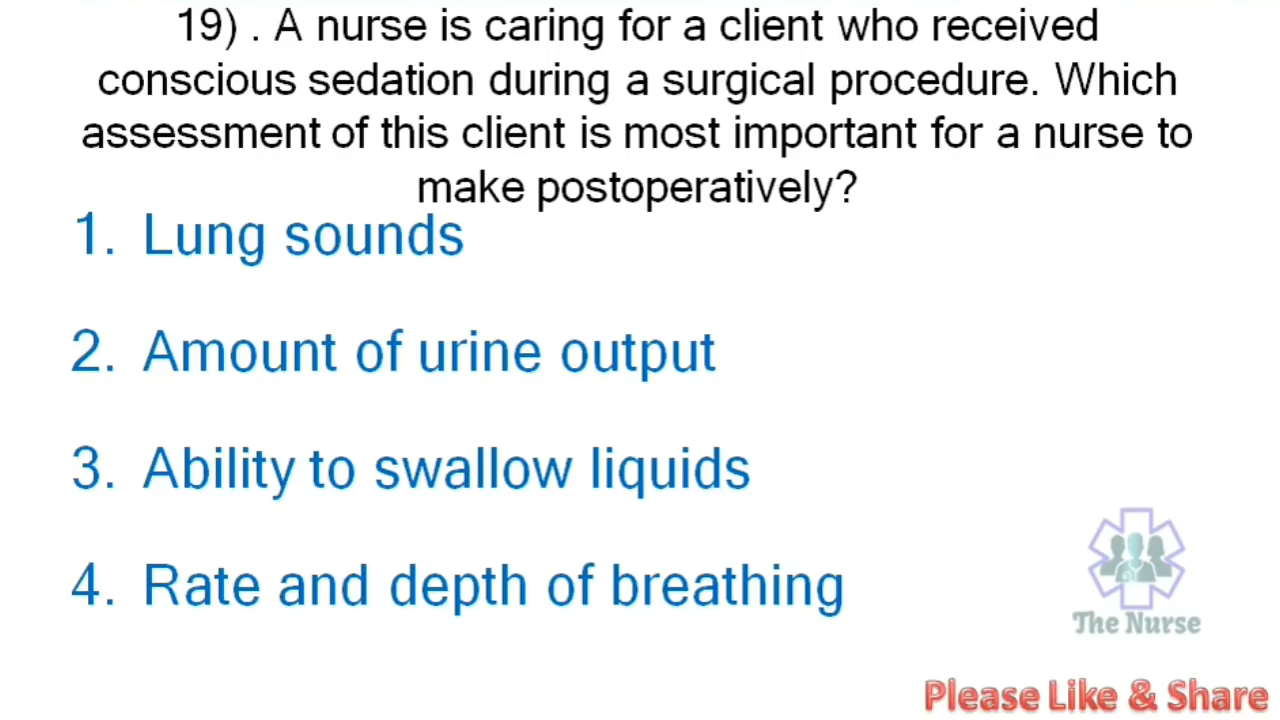 19) . A nurse is caring for a client who received
conscious sedation during a surgical procedure. Which
assessment of this client is most important for a nurse to
make postoperatively?
1. Lung sounds
2. Amount of urine output
3. Ability to swallow liquids
4. Rate and depth of breathing
The Nurse
Please Like & Share